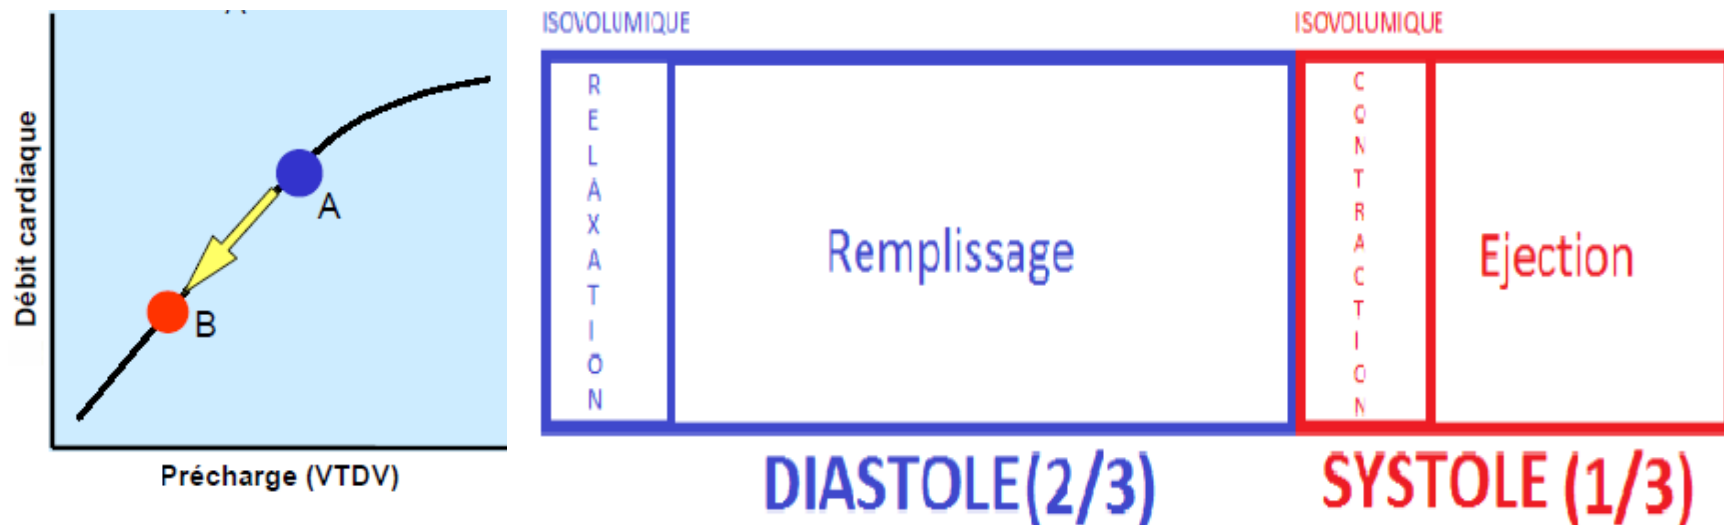 Débit cardiaque
A
B
Précharge (VTDV)
ISOVOLUMIQUE
RELAXATION
Remplissage
DIASTOLE(2/3)
ISOVOLUMIQUE
CONTRACTION
Ejection
SYSTOLE (1/3)